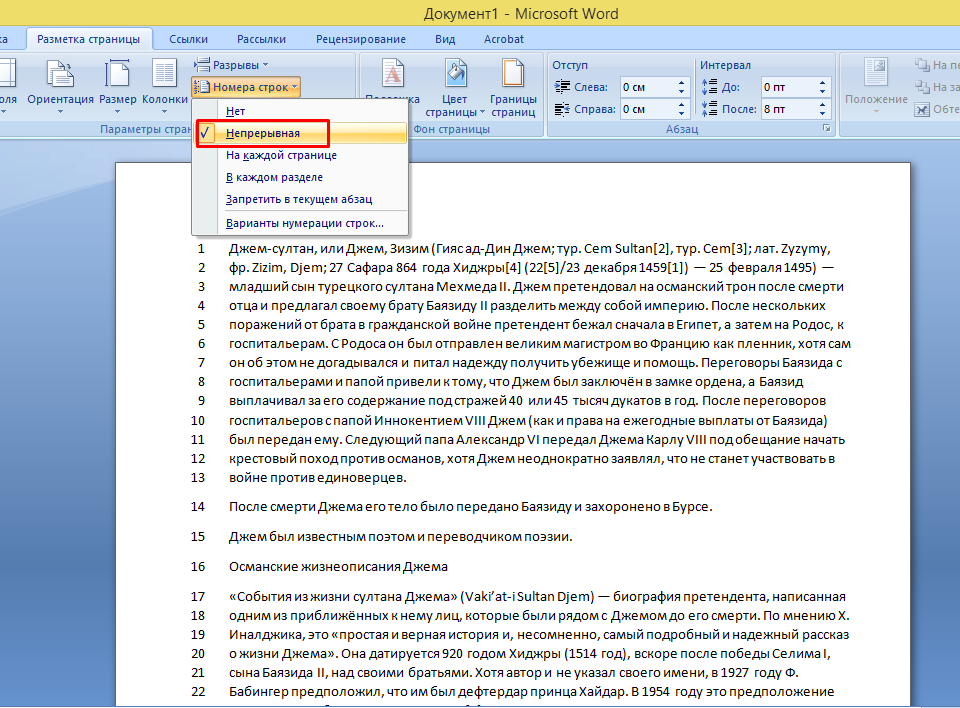 Документ1 - Microsoft Word
ка Разметка страницы Ссылки Рассылки Рецензирование Вид Acrobat
Разрывы
Номера строк
Ориентация Размер Колонки
Цвет страницы Границы страниц
Параметры стран
Фон страницы
Отступ
Слева: 0 см
Справа: 0 см
Интервал
До: 0 пт
После: 8 пт
Абзац
Положение
На п
На за
Обте
Нет
Непрерывная
На каждой странице
В каждом разделе
Запретить в текущем абзац
Варианты нумерации строк...
1 Джем-султан, или Джем, Зизим (Гияс ад-Дин Джем; тур. Cem Sultan[2], тур. Cem[3]; лат. Zyzymy,
2 фр. Zizim, Djem; 27 Сафара 864 года Хиджры[4] (22[5]/23 декабря 1459[1]) — 25 февраля 1495) —
3 младший сын турецкого султана Мехмеда II. Джем претендовал на османский трон после смерти
4 отца и предлагал своему брату Баязиду II разделить между собой империю. После нескольких
5 поражений от брата в гражданской войне претендент бежал сначала в Египет, а затем на Родос, к
6 госпитальерам. С Родоса он был отправлен великим магистром во Францию как пленник, хотя сам
7 он об этом не догадывался и питал надежду получить убежище и помощь. Переговоры Баязида с
8 госпитальерами и папой привели к тому, что Джем был заключён в замке ордена, а Баязид
9 выплачивал за его содержание под стражей 40 или 45 тысяч дукатов в год. После переговоров
10 госпитальеров с папой Иннокентием VIII Джем (как и права на ежегодные выплаты от Баязида)
11 был передан ему. Следующий папа Александр VI передал Джема Карлу VIII под обещание начать
12 крестовый поход против османов, хотя Джем неоднократно заявлял, что не станет участвовать в
13 войне против единоверцев.
14 После смерти Джема его тело было передано Баязиду и захоронено в Бурсе.
15 Джем был известным поэтом и переводчиком поэзии.
16 Османские жизнеописания Джема
17 «События из жизни султана Джема» (Vaki’at-i Sultan Djem) — биография претендента, написанная
18 одним из приближённых к нему лиц, которые были рядом с Джемом до его смерти. По мнению Х.
19 Иналджика, это «простая и верная история и, несомненно, самый подробный и надежный рассказ
20 о жизни Джема». Она датируется 920 годом Хиджры (1514 год), вскоре после победы Селима I,
21 сына Баязида II, над своими братьями. Хотя автор и не указал своего имени, в 1927 году Ф.
22 Бабингер предположил, что им был дефтердар принца Хайдар. В 1954 году это предположение